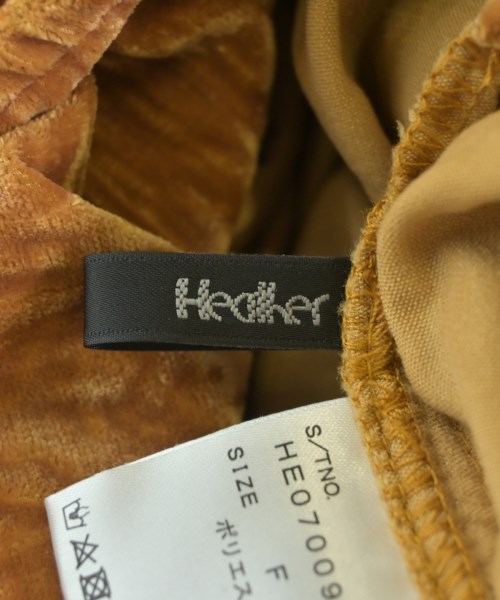 Heather
S/TNO.
HE07009
SIZE F
ポリエス